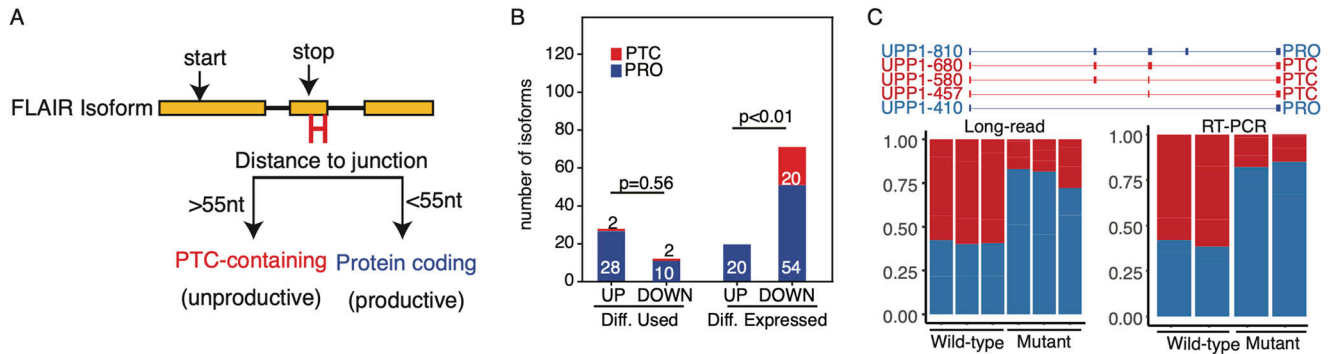 A
start
stop
FLAIR Isoform
Distance to junction
>55nt
<55nt
PTC-containing
Protein coding
(unproductive)
(productive)
B
number of isoforms
120
100
80
60
40
20
0
PTC
PRO
p=0.56
p<0.01
2
28
2
10
20
20
54
UP
DOWN
UP
DOWN
Diff. Used
Diff. Expressed
C
UPP1-810
PRO
UPP1-680
PTC
UPP1-580
PTC
UPP1-457
PTC
UPP1-410
PRO
Long-read
1.00
0.75
0.50
0.25
0.00
Wild-type
Mutant
RT-PCR
1.00
0.75
0.50
0.25
0.00
Wild-type
Mutant